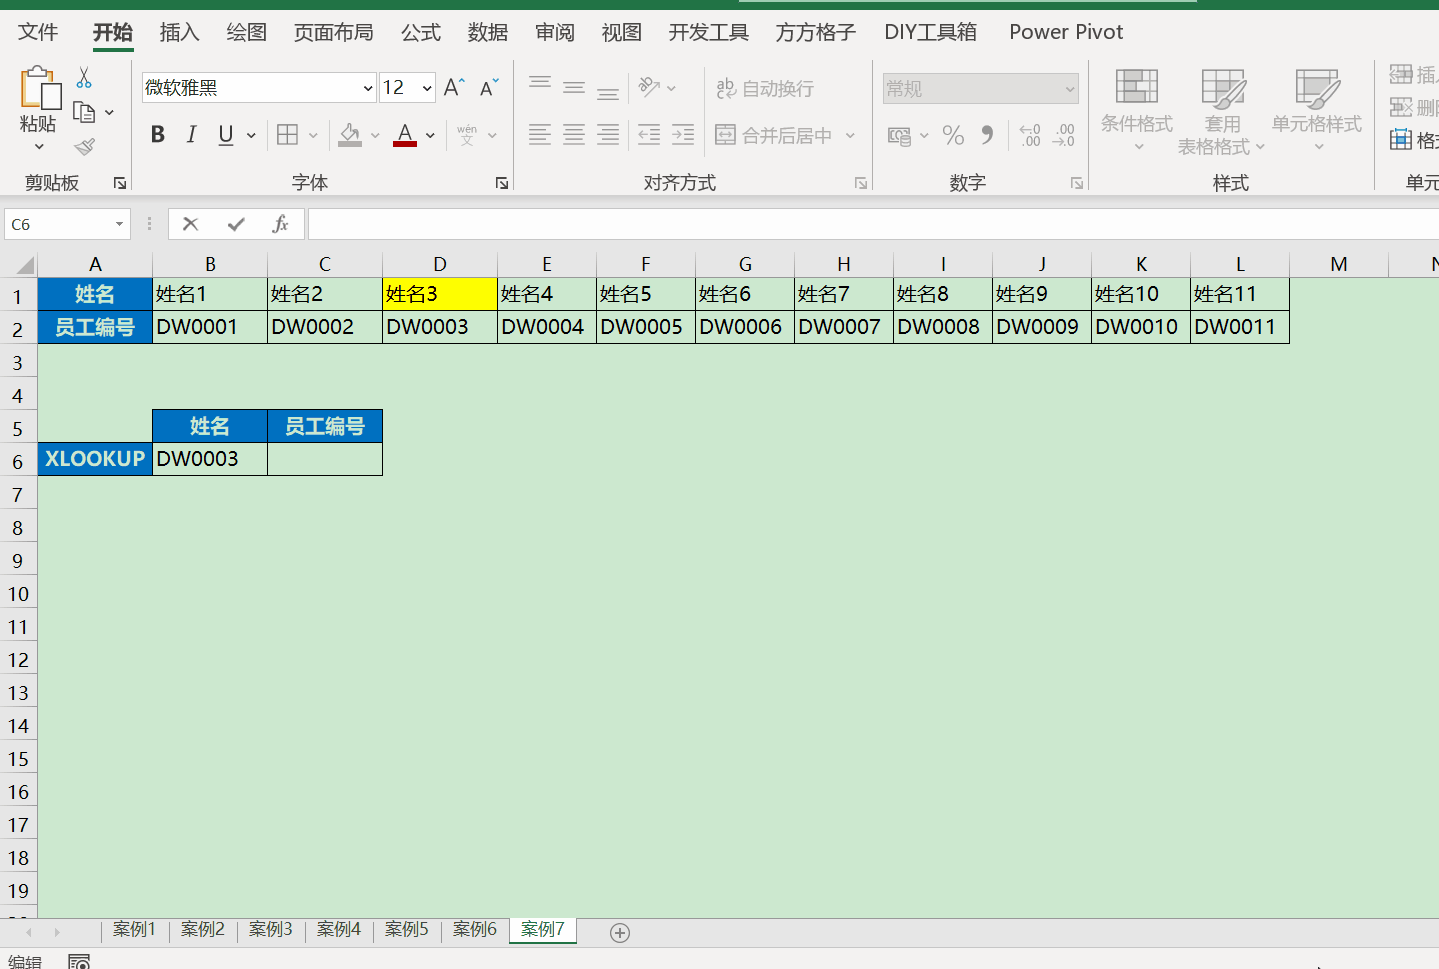 文件 开始 插入 绘图 页面布局 公式 数据 审阅 视图 开发工具 方方格子 DIY工具箱 Power Pivot
微软雅黑 12 A A ab 自动换行 常规
粘贴 B I U A wén 文 合并后居中 % 条件格式 套用 表格格式 单元格样式
剪贴板 字体 对齐方式 数字 样式 单元
C6 fx
A B C D E F G H I J K L M
1 姓名 姓名1 姓名2 姓名3 姓名4 姓名5 姓名6 姓名7 姓名8 姓名9 姓名10 姓名11
2 员工编号 DW0001 DW0002 DW0003 DW0004 DW0005 DW0006 DW0007 DW0008 DW0009 DW0010 DW0011
3
4
5 姓名 员工编号
6 XLOOKUP DW0003
7
8
9
10
11
12
13
14
15
16
17
18
19
案例1 案例2 案例3 案例4 案例5 案例6 案例7
编辑